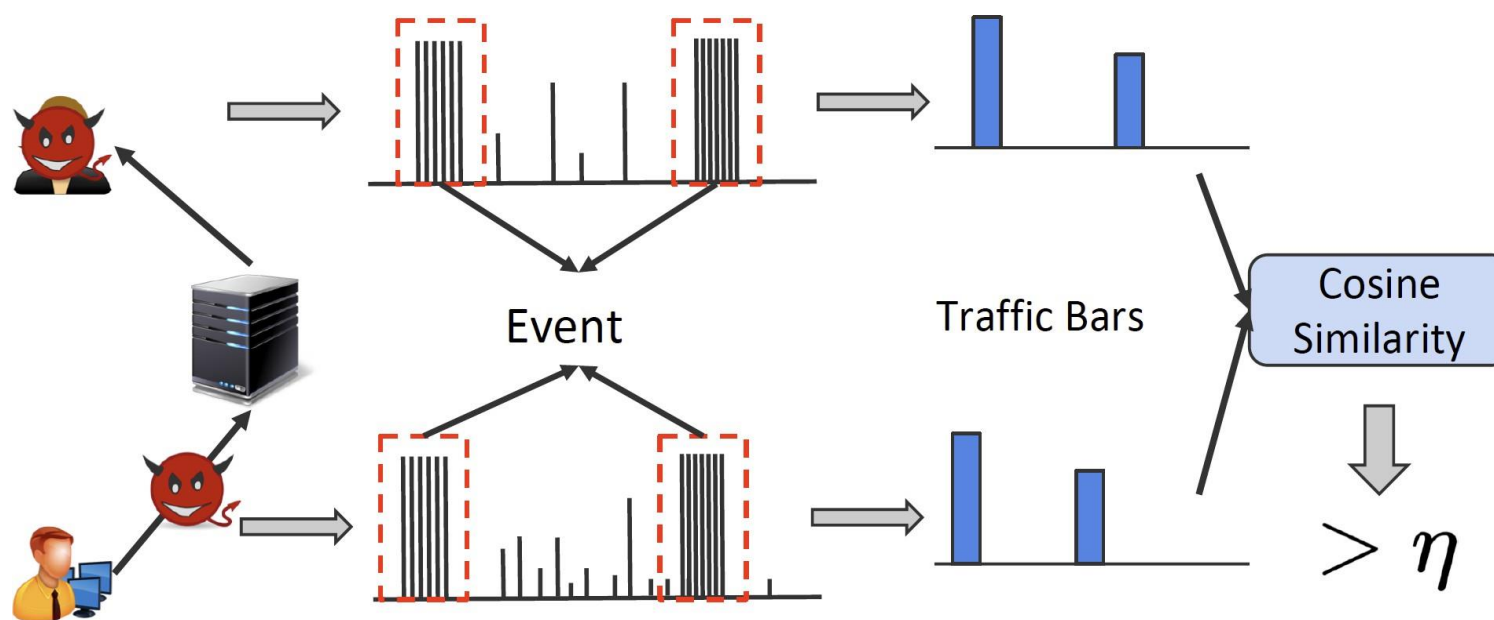 Event
Traffic Bars
Cosine
Similarity
> η